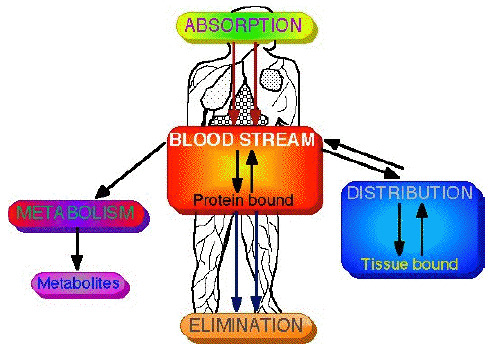 ABSORPTION
BLOOD STREAM
Protein bound
METABOLISM
Metabolites
DISTRIBUTION
Tissue bound
ELIMINATION